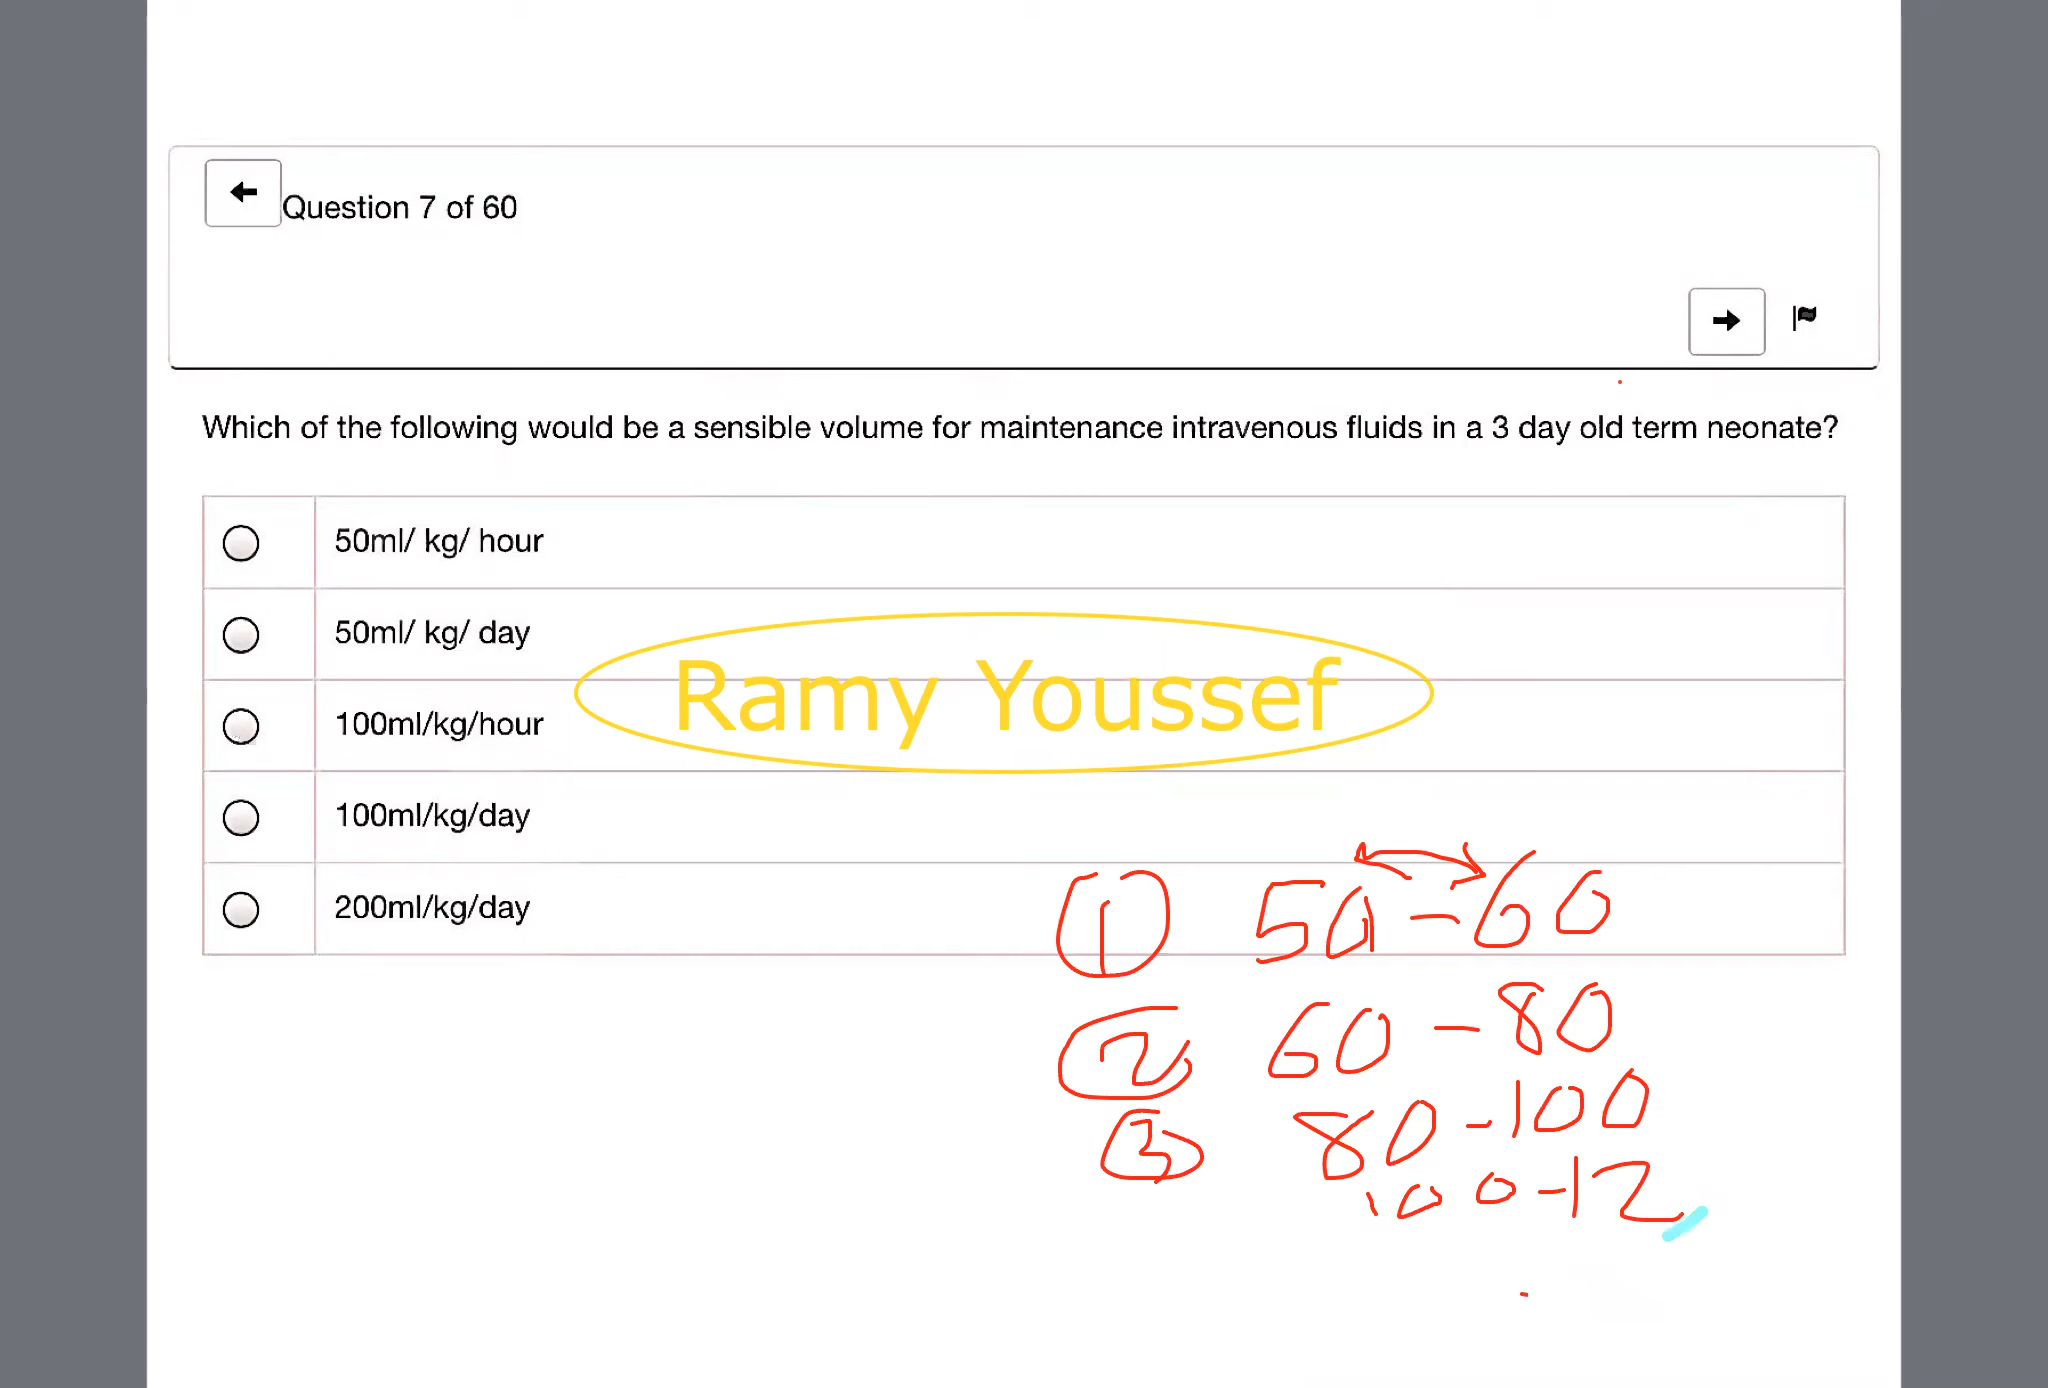 Question 7 of 60
Which of the following would be a sensible volume for maintenance intravenous fluids in a 3 day old term neonate?
50ml/ kg/ hour
50ml/ kg/ day
Ramy Youssef
100ml/kg/hour
100ml/kg/day
200ml/kg/day
1 50 - 60
2 60 - 80
3 80 - 100
100 - 12